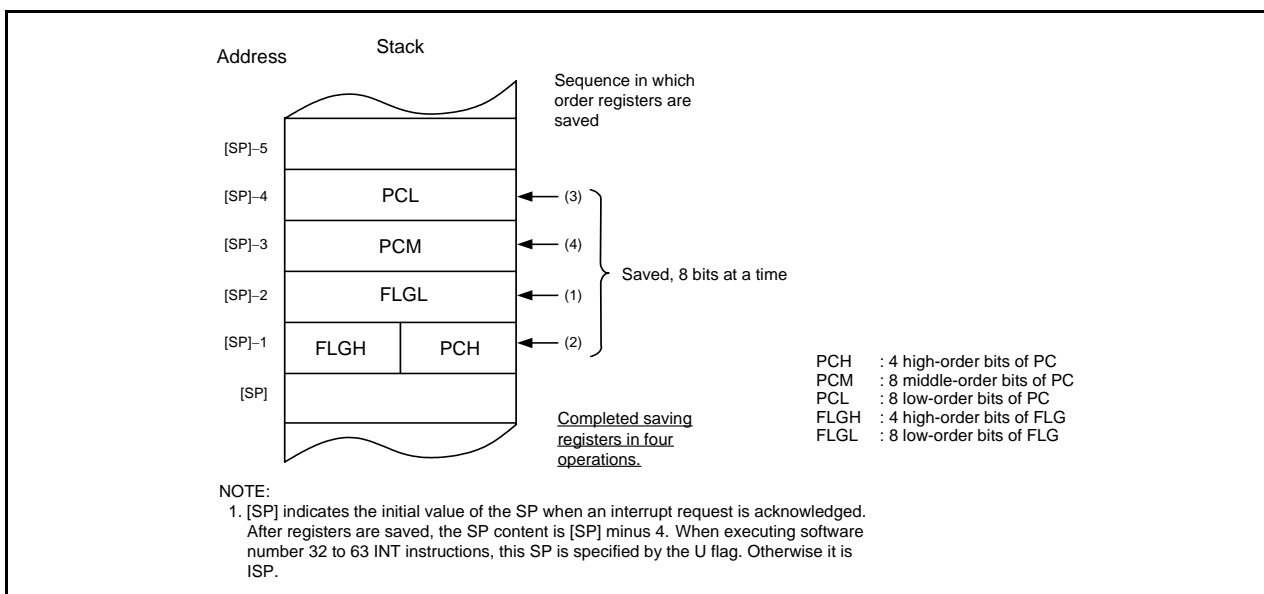 Address
Stack
Sequence in which
order registers are
saved
[SP]−5
[SP]−4
PCL
(3)
[SP]−3
PCM
(4)
Saved, 8 bits at a time
[SP]−2
FLGL
(1)
[SP]−1
FLGH
PCH
(2)
[SP]
PCH : 4 high-order bits of PC
PCM : 8 middle-order bits of PC
PCL : 8 low-order bits of PC
FLGH : 4 high-order bits of FLG
FLGL : 8 low-order bits of FLG
Completed saving
registers in four
operations.
NOTE:
1. [SP] indicates the initial value of the SP when an interrupt request is acknowledged.
After registers are saved, the SP content is [SP] minus 4. When executing software
number 32 to 63 INT instructions, this SP is specified by the U flag. Otherwise it is
ISP.